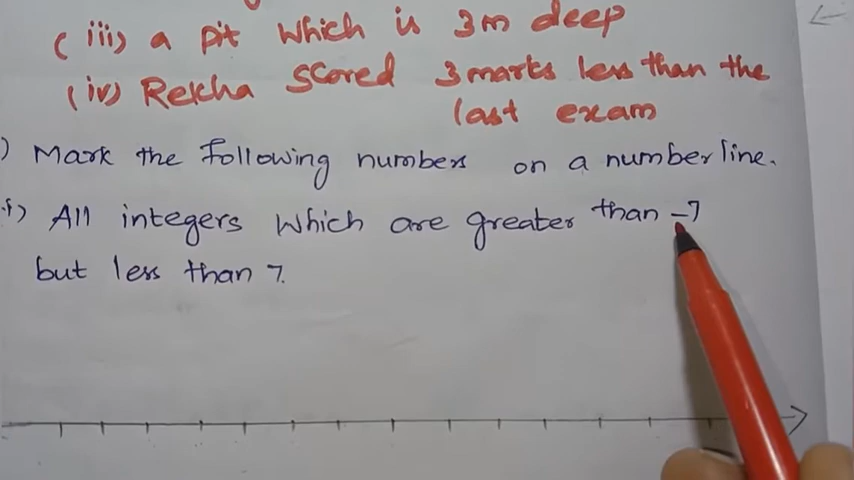 (iii) a pit which is 3m deep
(iv) Rekha scored 3 marks less than the
last exam
) Mark the following numbers on a number line.
i) All integers which are greater than -7
but less than 7.